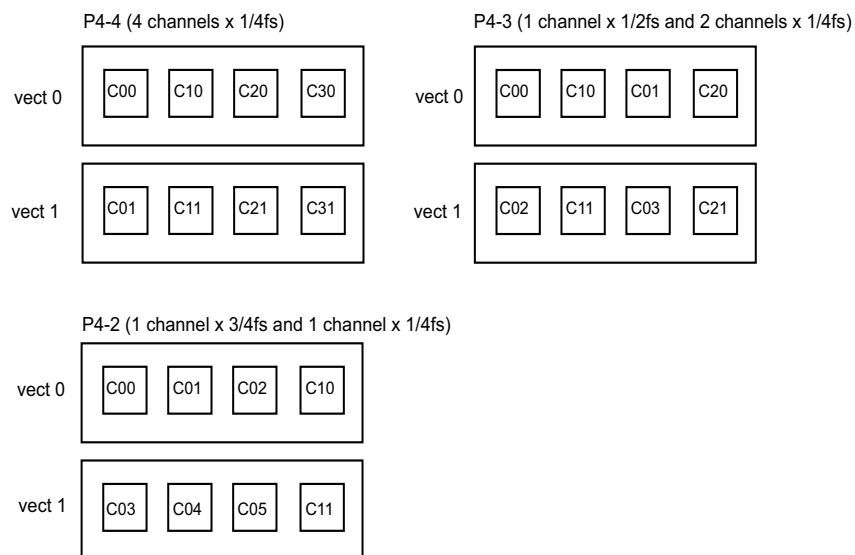 P4-4 (4 channels x 1/4fs)
vect 0 C00 C10 C20 C30
vect 1 C01 C11 C21 C31
P4-3 (1 channel x 1/2fs and 2 channels x 1/4fs)
vect 0 C00 C10 C01 C20
vect 1 C02 C11 C03 C21
P4-2 (1 channel x 3/4fs and 1 channel x 1/4fs)
vect 0 C00 C01 C02 C10
vect 1 C03 C04 C05 C11